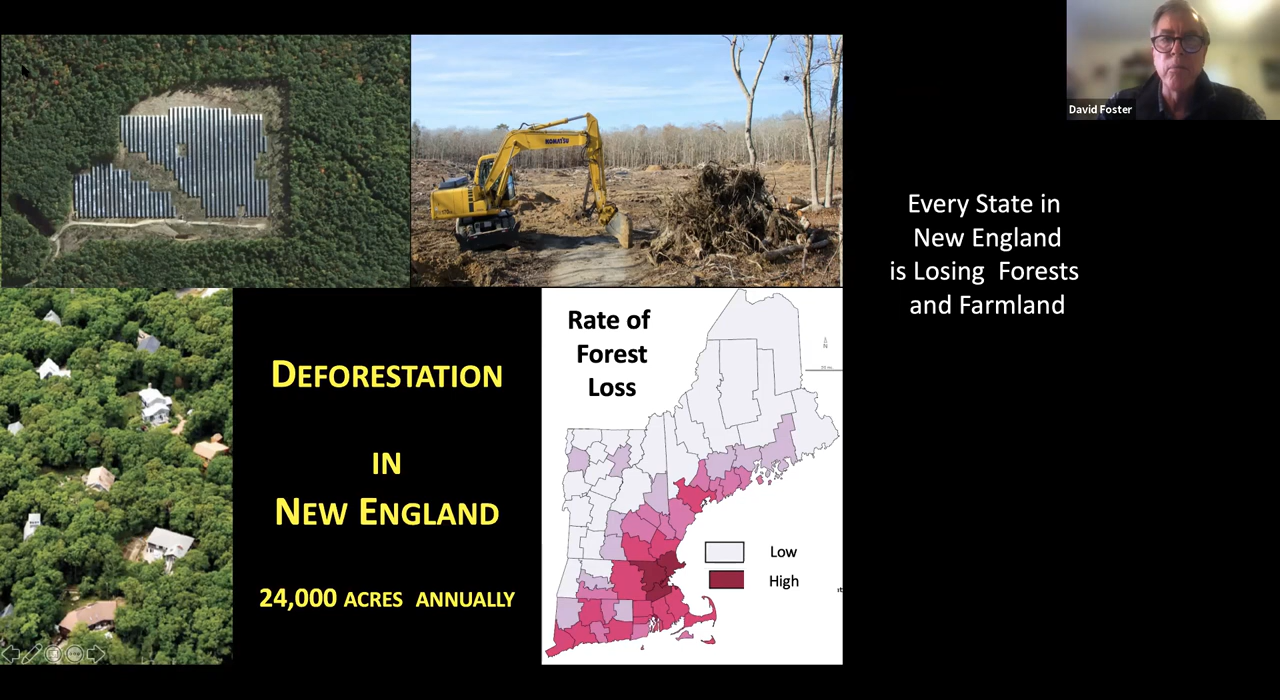 David Foster
KOMATSU
Every State in
New England
is Losing Forests
and Farmland
DEFORESTATION
IN
NEW ENGLAND
24,000 ACRES ANNUALLY
Rate of
Forest
Loss
N
Low
High